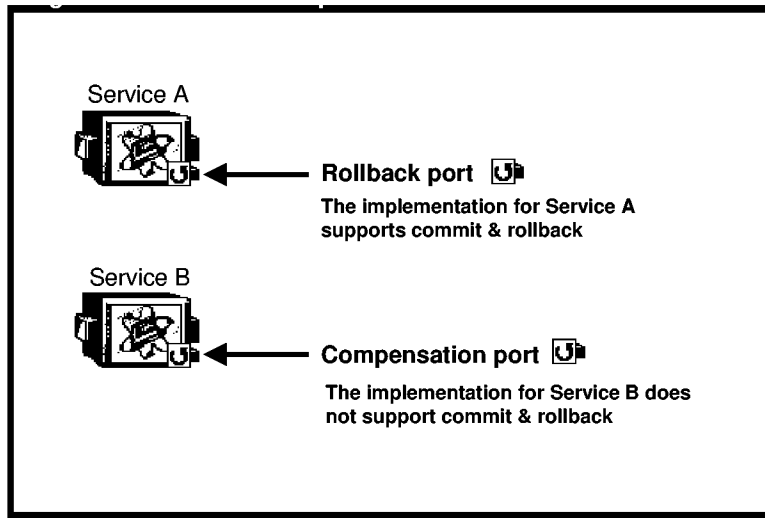 Service A
Rollback port
The implementation for Service A
supports commit & rollback
Service B
Compensation port
The implementation for Service B does
not support commit & rollback